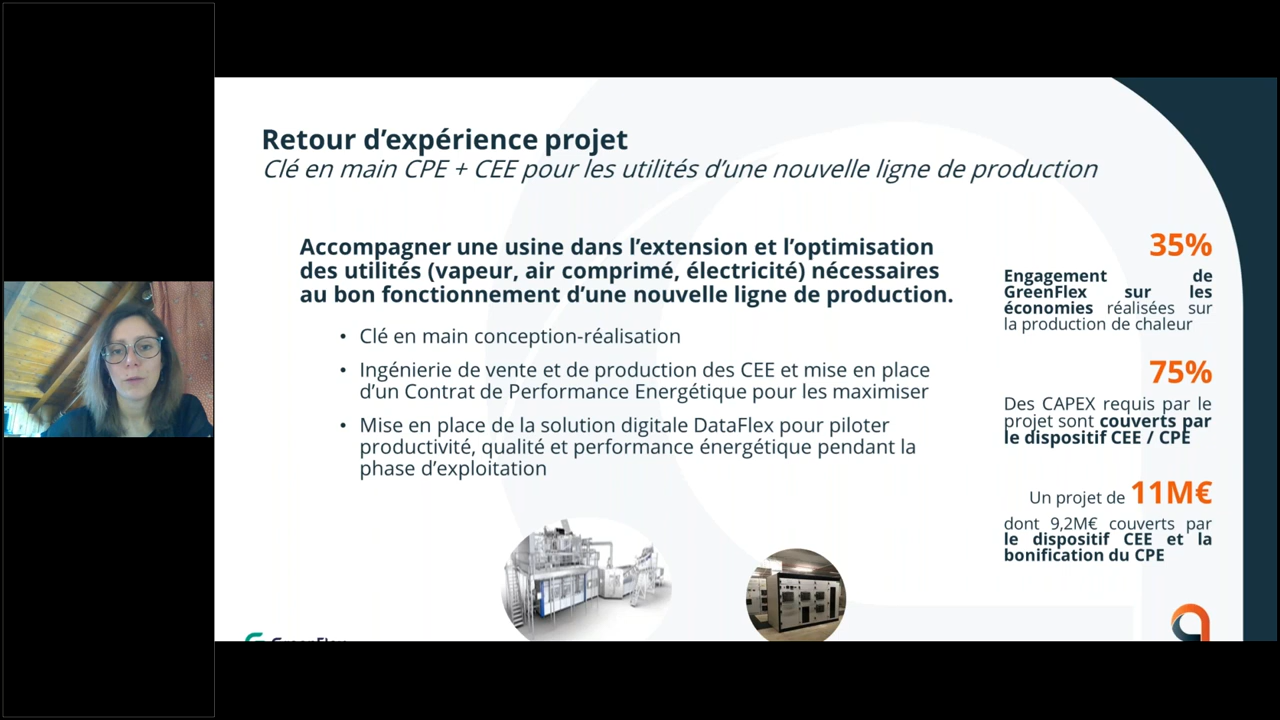 Retour d'expérience projet
Clé en main CPE + CEE pour les utilités d'une nouvelle ligne de production
Accompagner une usine dans l'extension et l'optimisation
des utilités (vapeur, air comprimé, électricité) nécessaires
au bon fonctionnement d'une nouvelle ligne de production.
• Clé en main conception-réalisation
• Ingénierie de vente et de production des CEE et mise en place
d'un Contrat de Performance Energétique pour les maximiser
• Mise en place de la solution digitale DataFlex pour piloter
productivité, qualité et performance énergétique pendant la
phase d'exploitation
35%
Engagement de
GreenFlex sur les
économies réalisées sur
la production de chaleur
75%
Des CAPEX requis par le
projet sont couverts par
le dispositif CEE / CPE
Un projet de 11M€
dont 9,2M€ couverts par
le dispositif CEE et la
bonification du CPE
GreenFlex